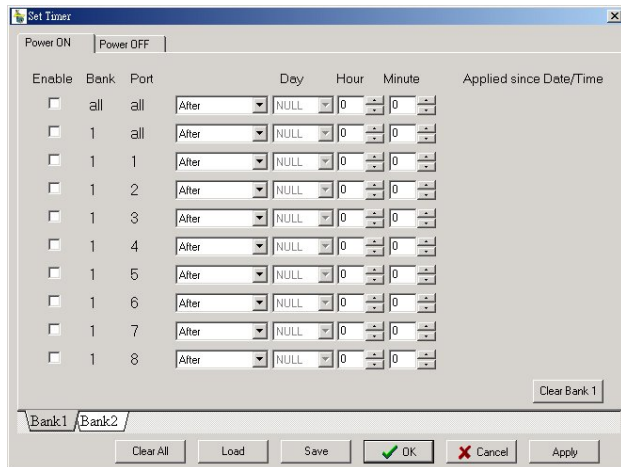 Set Timer
Power ON Power OFF
Enable Bank Port Day Hour Minute Applied since Date/Time
all all After NULL 0 0
1 all After NULL 0 0
1 1 After NULL 0 0
1 2 After NULL 0 0
1 3 After NULL 0 0
1 4 After NULL 0 0
1 5 After NULL 0 0
1 6 After NULL 0 0
1 7 After NULL 0 0
1 8 After NULL 0 0
Clear Bank 1
Bank1 Bank2
Clear All Load Save OK Cancel Apply